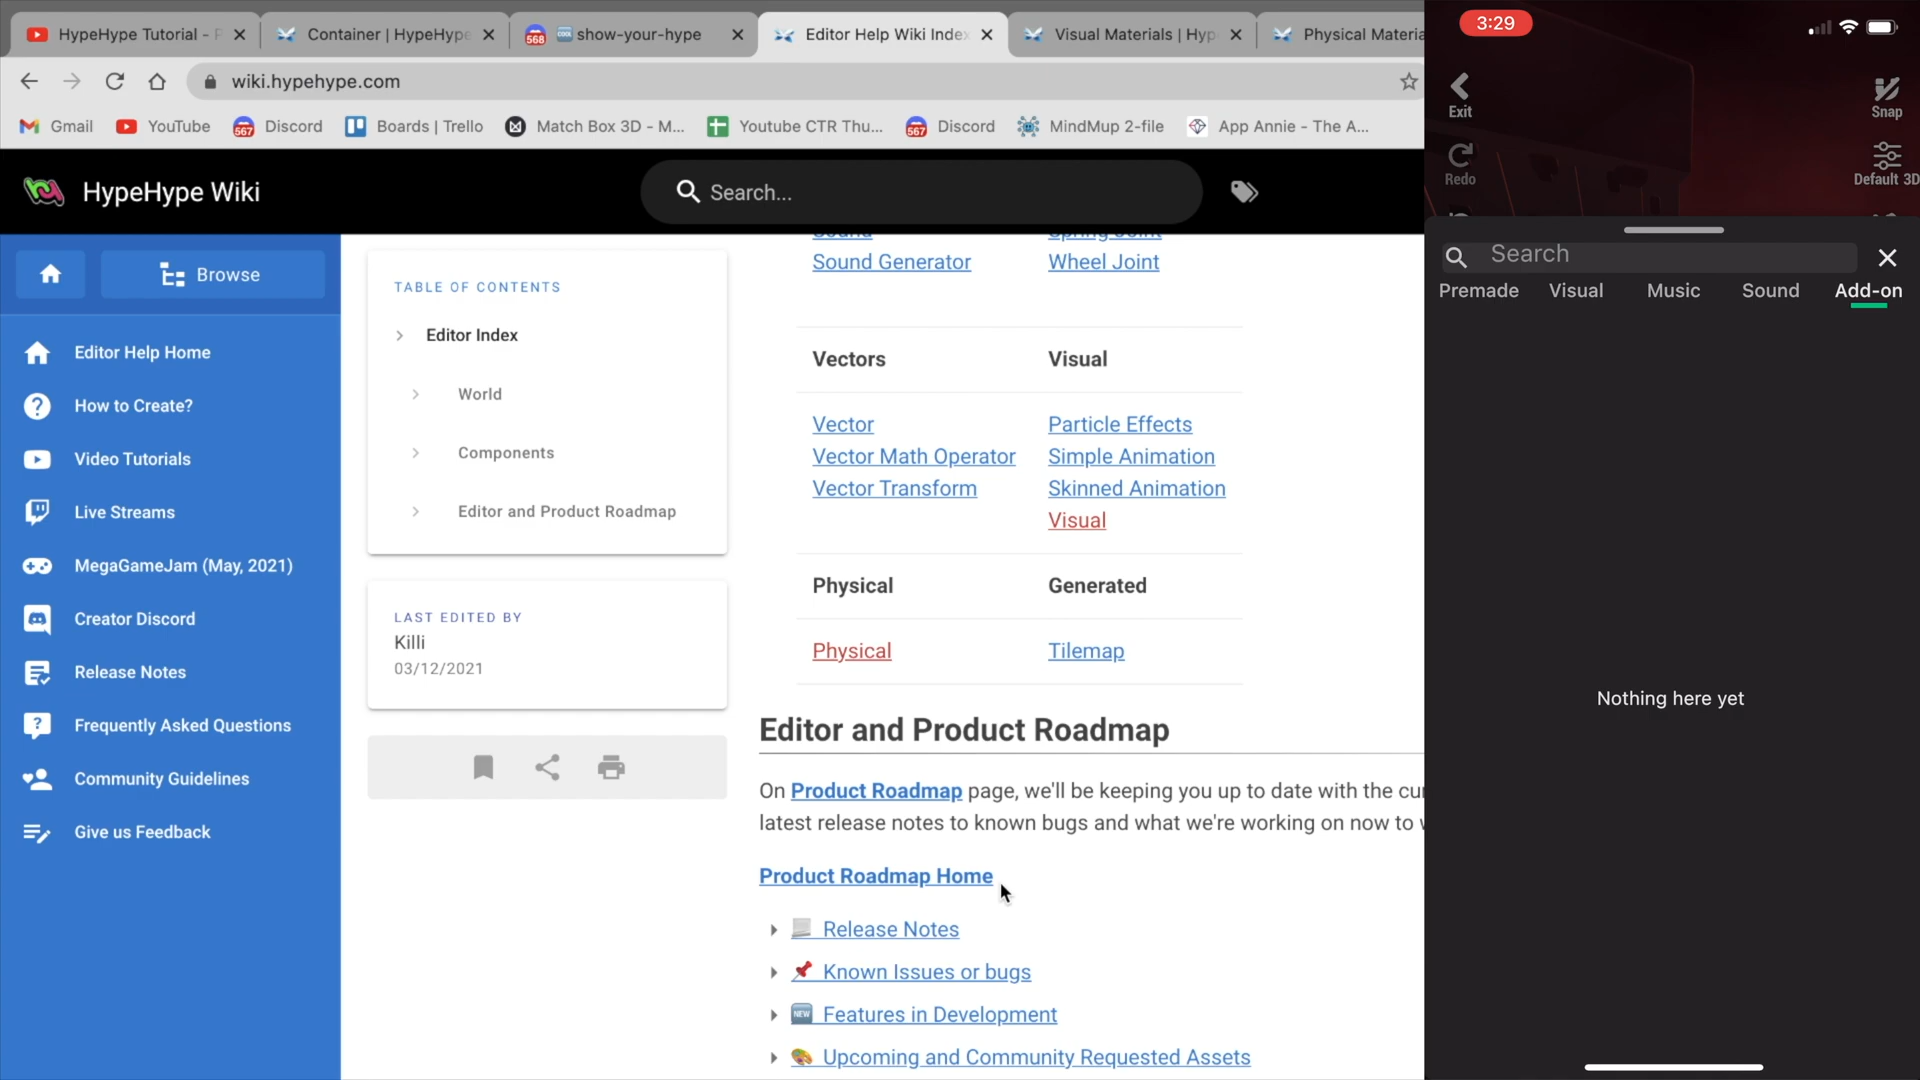 HypeHype Tutorial - P
Container | HypeHype
568 COOL show-your-hype
Editor Help Wiki Index
Visual Materials | Hyp
Physical Materia
wiki.hypehype.com
Gmail
YouTube
567 Discord
Boards | Trello
Match Box 3D - M...
Youtube CTR Thu...
567 Discord
MindMup 2-file
App Annie - The A...
HypeHype Wiki
Search...
Browse
Editor Help Home
How to Create?
Video Tutorials
Live Streams
MegaGameJam (May, 2021)
Creator Discord
Release Notes
Frequently Asked Questions
Community Guidelines
Give us Feedback
TABLE OF CONTENTS
Editor Index
World
Components
Editor and Product Roadmap
LAST EDITED BY
Killi
03/12/2021
Sound
Spring Joint
Sound Generator
Wheel Joint
Vectors
Visual
Vector
Particle Effects
Vector Math Operator
Simple Animation
Vector Transform
Skinned Animation
Visual
Physical
Generated
Physical
Tilemap
Editor and Product Roadmap
On Product Roadmap page, we'll be keeping you up to date with the cur
latest release notes to known bugs and what we're working on now to
Product Roadmap Home
Release Notes
Known Issues or bugs
NEW Features in Development
Upcoming and Community Requested Assets
3:29
Exit
Snap
Redo
Default 3D
Search
Premade
Visual
Music
Sound
Add-on
Nothing here yet